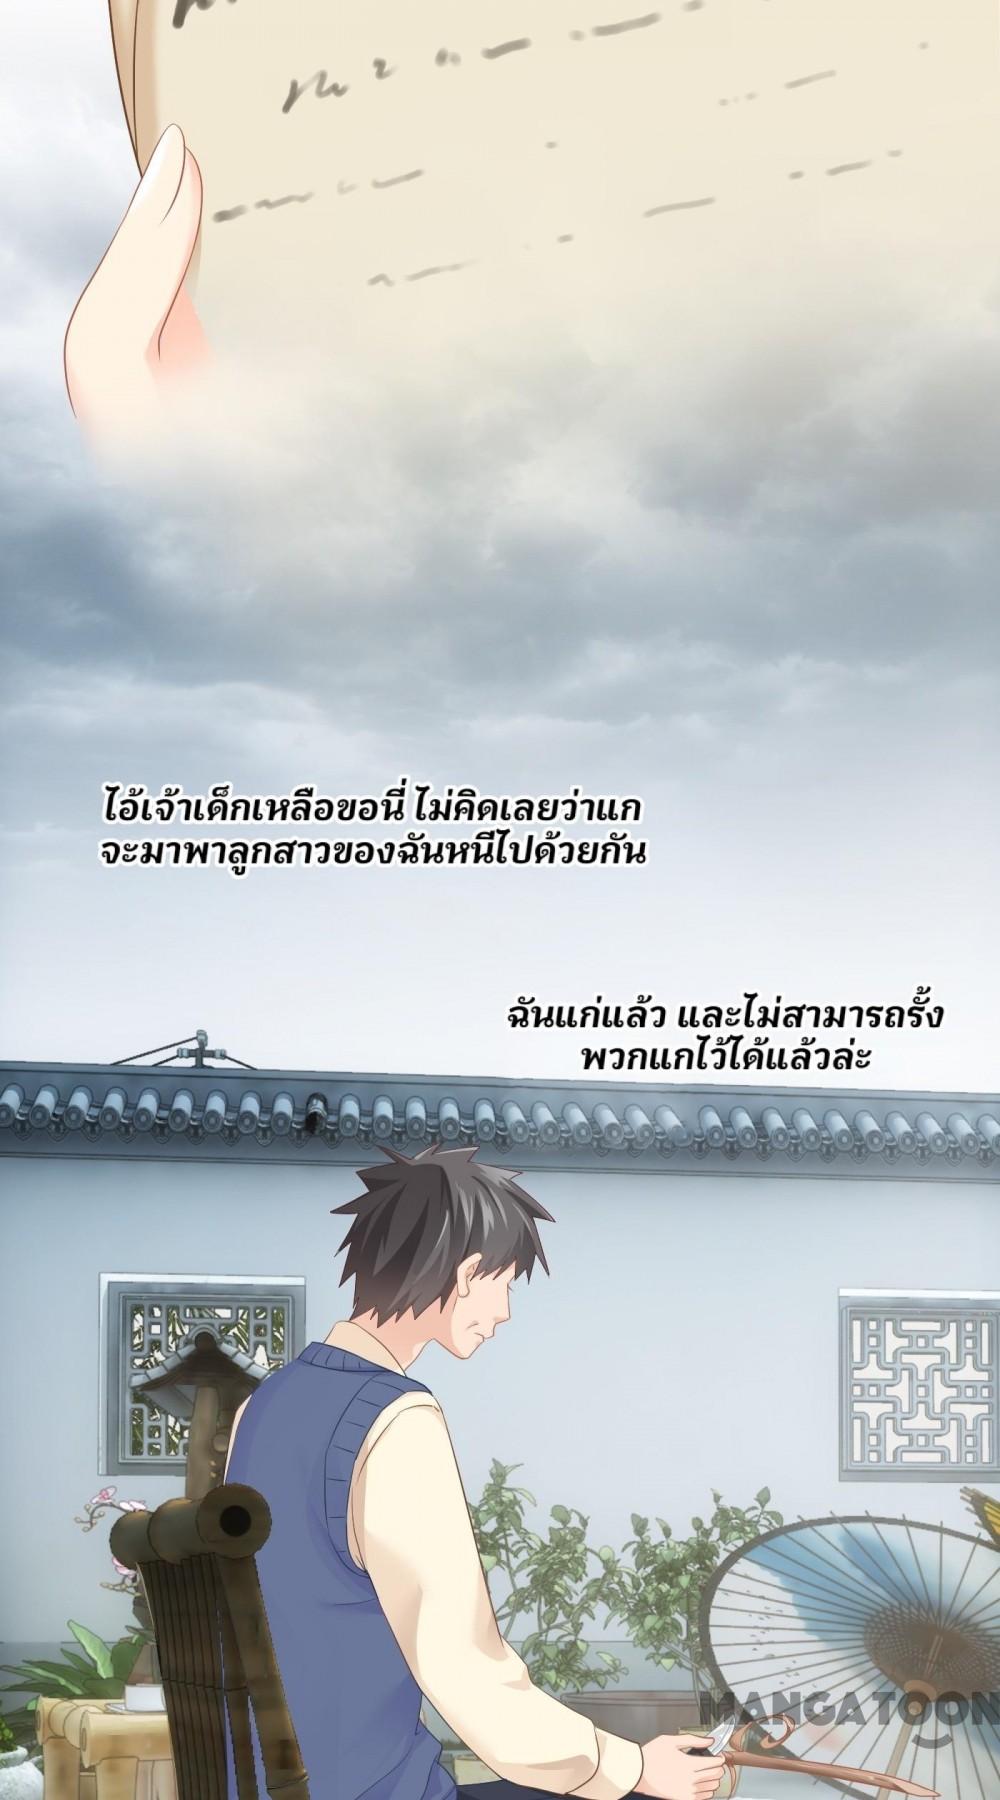 ไอ้เจ้าเด็กเหลือขอนี่ ไม่คิดเลยว่าแก
จะมาพาลูกสาวของฉันหนีไปด้วยกัน
ฉันแก่แล้ว และไม่สามารถรั้ง
พวกแกไว้ได้แล้วล่ะ
MANGATOON